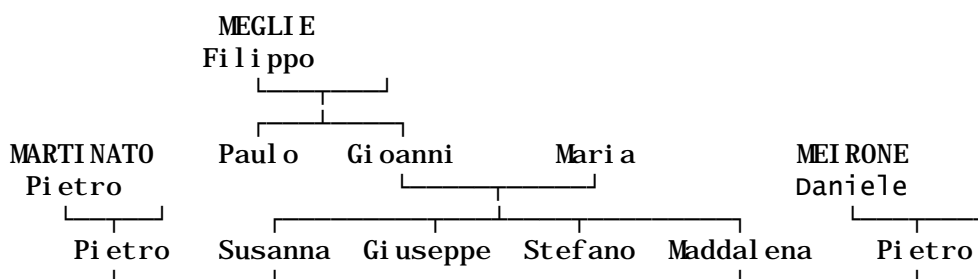 MEGLIE
Filippo
MARTINATO Paulo Gioanni Maria MEIRONE
Pietro Daniele
Pietro Susanna Giuseppe Stefano Maddalena Pietro